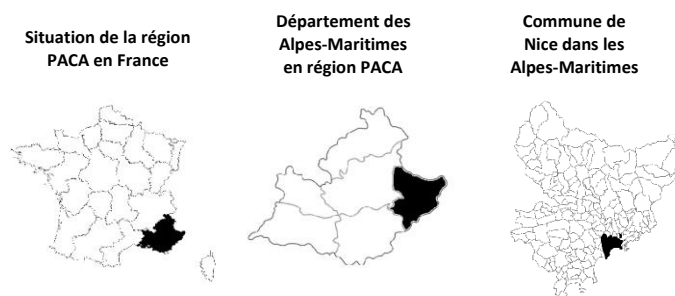 Situation de la région
PACA en France
Département des
Alpes-Maritimes
en région PACA
Commune de
Nice dans les
Alpes-Maritimes